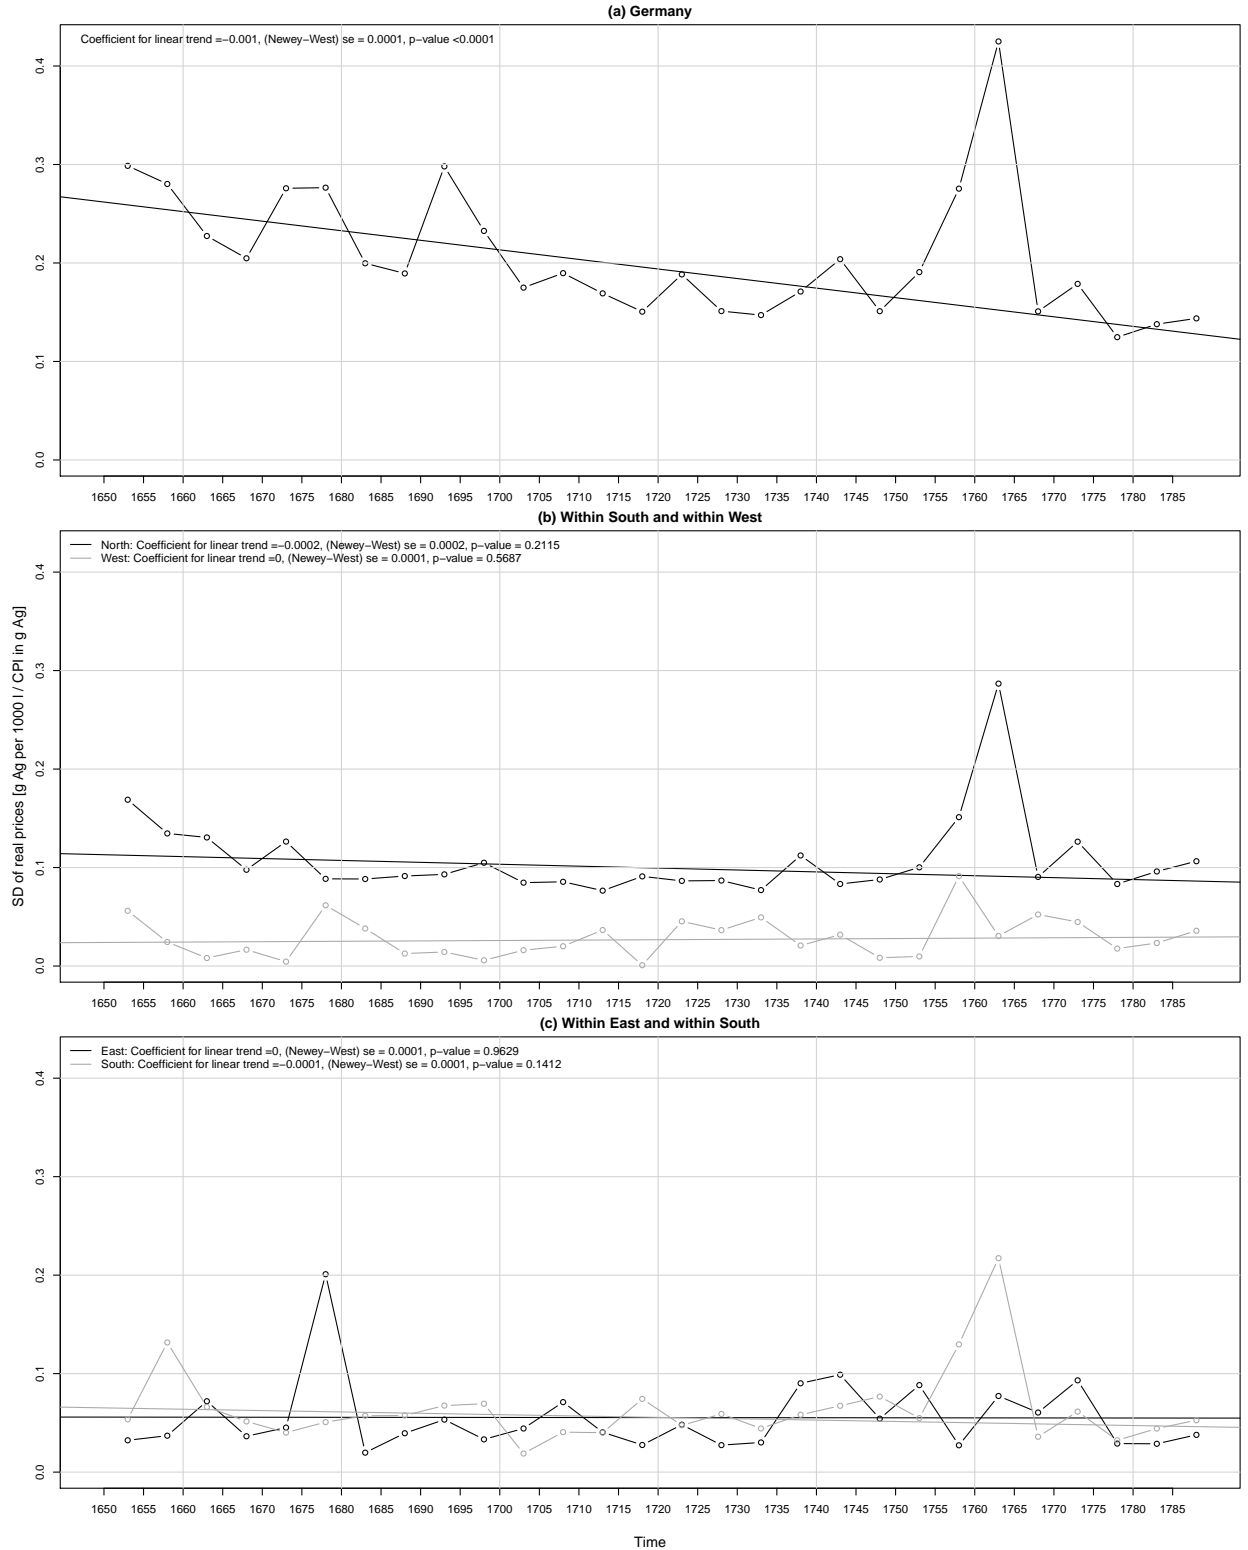 (a) Germany
Coefficient for linear trend =−0.001, (Newey−West) se = 0.0001, p−value <0.0001
0.4
0.3
0.2
0.1
0.0
1650 1655 1660 1665 1670 1675 1680 1685 1690 1695 1700 1705 1710 1715 1720 1725 1730 1735 1740 1745 1750 1755 1760 1765 1770 1775 1780 1785
(b) Within South and within West
North: Coefficient for linear trend =−0.0002, (Newey−West) se = 0.0002, p−value = 0.2115
West: Coefficient for linear trend =0, (Newey−West) se = 0.0001, p−value = 0.5687
0.4
0.3
0.2
0.1
0.0
SD of real prices [g Ag per 1000 l / CPI in g Ag]
1650 1655 1660 1665 1670 1675 1680 1685 1690 1695 1700 1705 1710 1715 1720 1725 1730 1735 1740 1745 1750 1755 1760 1765 1770 1775 1780 1785
(c) Within East and within South
East: Coefficient for linear trend =0, (Newey−West) se = 0.0001, p−value = 0.9629
South: Coefficient for linear trend =−0.0001, (Newey−West) se = 0.0001, p−value = 0.1412
0.4
0.3
0.2
0.1
0.0
1650 1655 1660 1665 1670 1675 1680 1685 1690 1695 1700 1705 1710 1715 1720 1725 1730 1735 1740 1745 1750 1755 1760 1765 1770 1775 1780 1785
Time